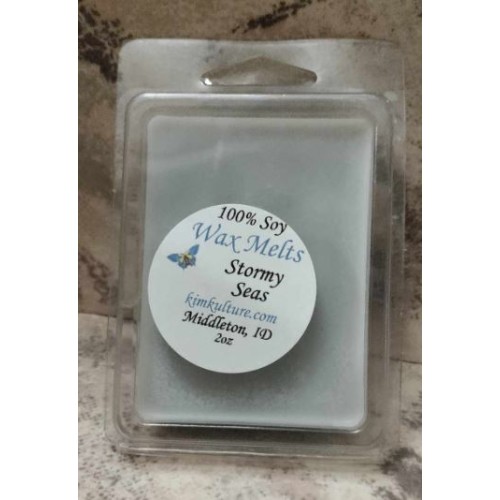 100% Soy
Wax Melts
Stormy
Seas
kimkulture.com
Middleton, ID
2oz